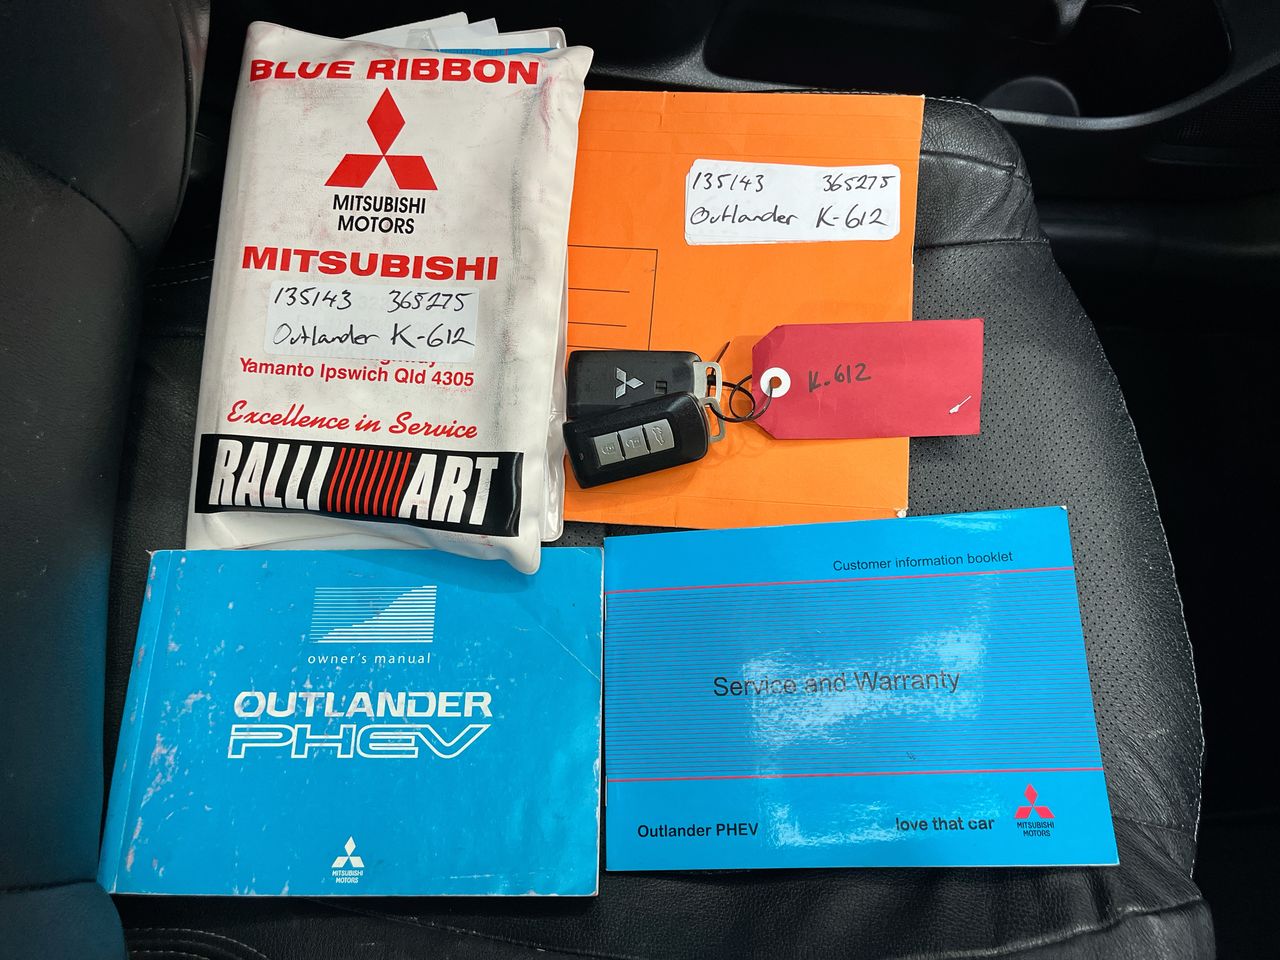 BLUE RIBBON
MITSUBISHI
MOTORS
MITSUBISHI
135143 365275
Outlander K-612
Yamanto Ipswich Qld 4305
Excellence in Service
RALLI ART
135143 365275
Outlander K-612
K-612
owner's manual
OUTLANDER
PHEV
MITSUBISHI
MOTORS
Customer information booklet
Service and Warranty
Outlander PHEV
love that car
MITSUBISHI
MOTORS